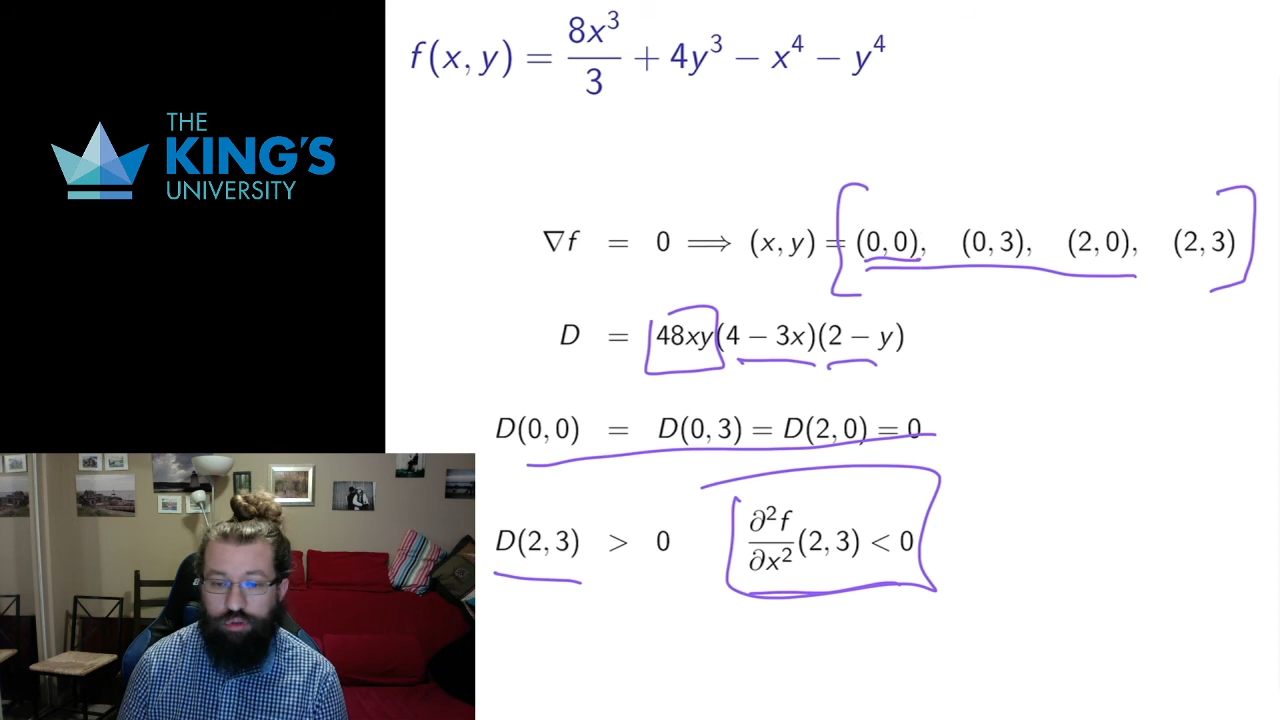 THE
KING'S
UNIVERSITY
f(x, y) = 8x³/3 + 4y³ − x⁴ − y⁴
∇f = 0 ⟹ (x, y) = (0, 0), (0, 3), (2, 0), (2, 3)
D = 48xy(4 − 3x)(2 − y)
D(0, 0) = D(0, 3) = D(2, 0) = 0
D(2, 3) > 0 ∂²f/∂x² (2, 3) < 0